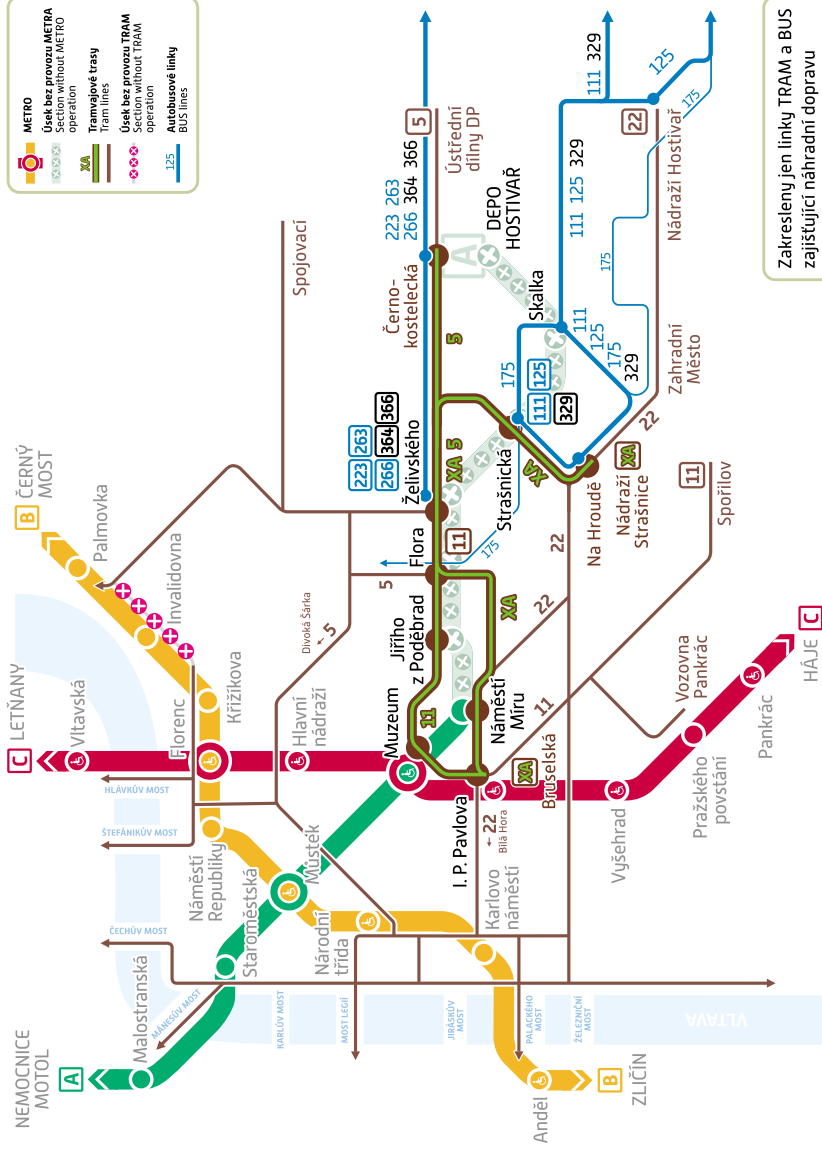 METRO
Úsek bez provozu METRA
Section without METRO
operation
XA
Tramvajové trasy
Tram lines
Úsek bez provozu TRAM
Section without TRAM
operation
125
Autobusové linky
BUS lines
NEMOCNICE
MOTOL
A
Malostranská
MÁNESŮV MOST
ČECHŮV MOST
ŠTEFÁNIKŮV MOST
HLÁVKŮV MOST
C
LETŇANY
Vltavská
B
ČERNÝ
MOST
Palmovka
Invalidovna
Křižíkova
Florenc
Hlavní
nádraží
Náměstí
Republiky
Můstek
Staroměstská
Národní
třída
KARLŮV MOST
MOST LEGIÍ
JIRÁSKŮV
MOST
PALACKÉHO
MOST
ŽELEZNIČNÍ
MOST
VLTAVA
Karlovo
náměstí
Anděl
B
ZLIČÍN
Divoká Šárka
← 5
5
Spojovací
Muzeum
11
Jiřího
z Poděbrad
Flora
11
Želivského
223 263
266 364 366
XA 5
5
Černo-
kostelecká
223 263
266 364 366
5
Ústřední
dílny DP
A
DEPO
HOSTIVAŘ
Skálka
I. P. Pavlova
← 22
Bílá Hora
XA
Bruselská
Náměstí
Míru
XA
22
11
175
Strašnická
XA
175
111 125
329
111
125
175
329
111 125 329
111 329
125
175
175
22
Nádraží Hostivař
Na Hroudě
XA
Nádraží
Strašnice
22
22
Zahradní
Město
11
Spořilov
Vyšehrad
Pražského
povstání
Pankrác
Vozovna
Pankrác
HÁJE
C
Zakresleny jen linky TRAM a BUS
zajišťující náhradní dopravu